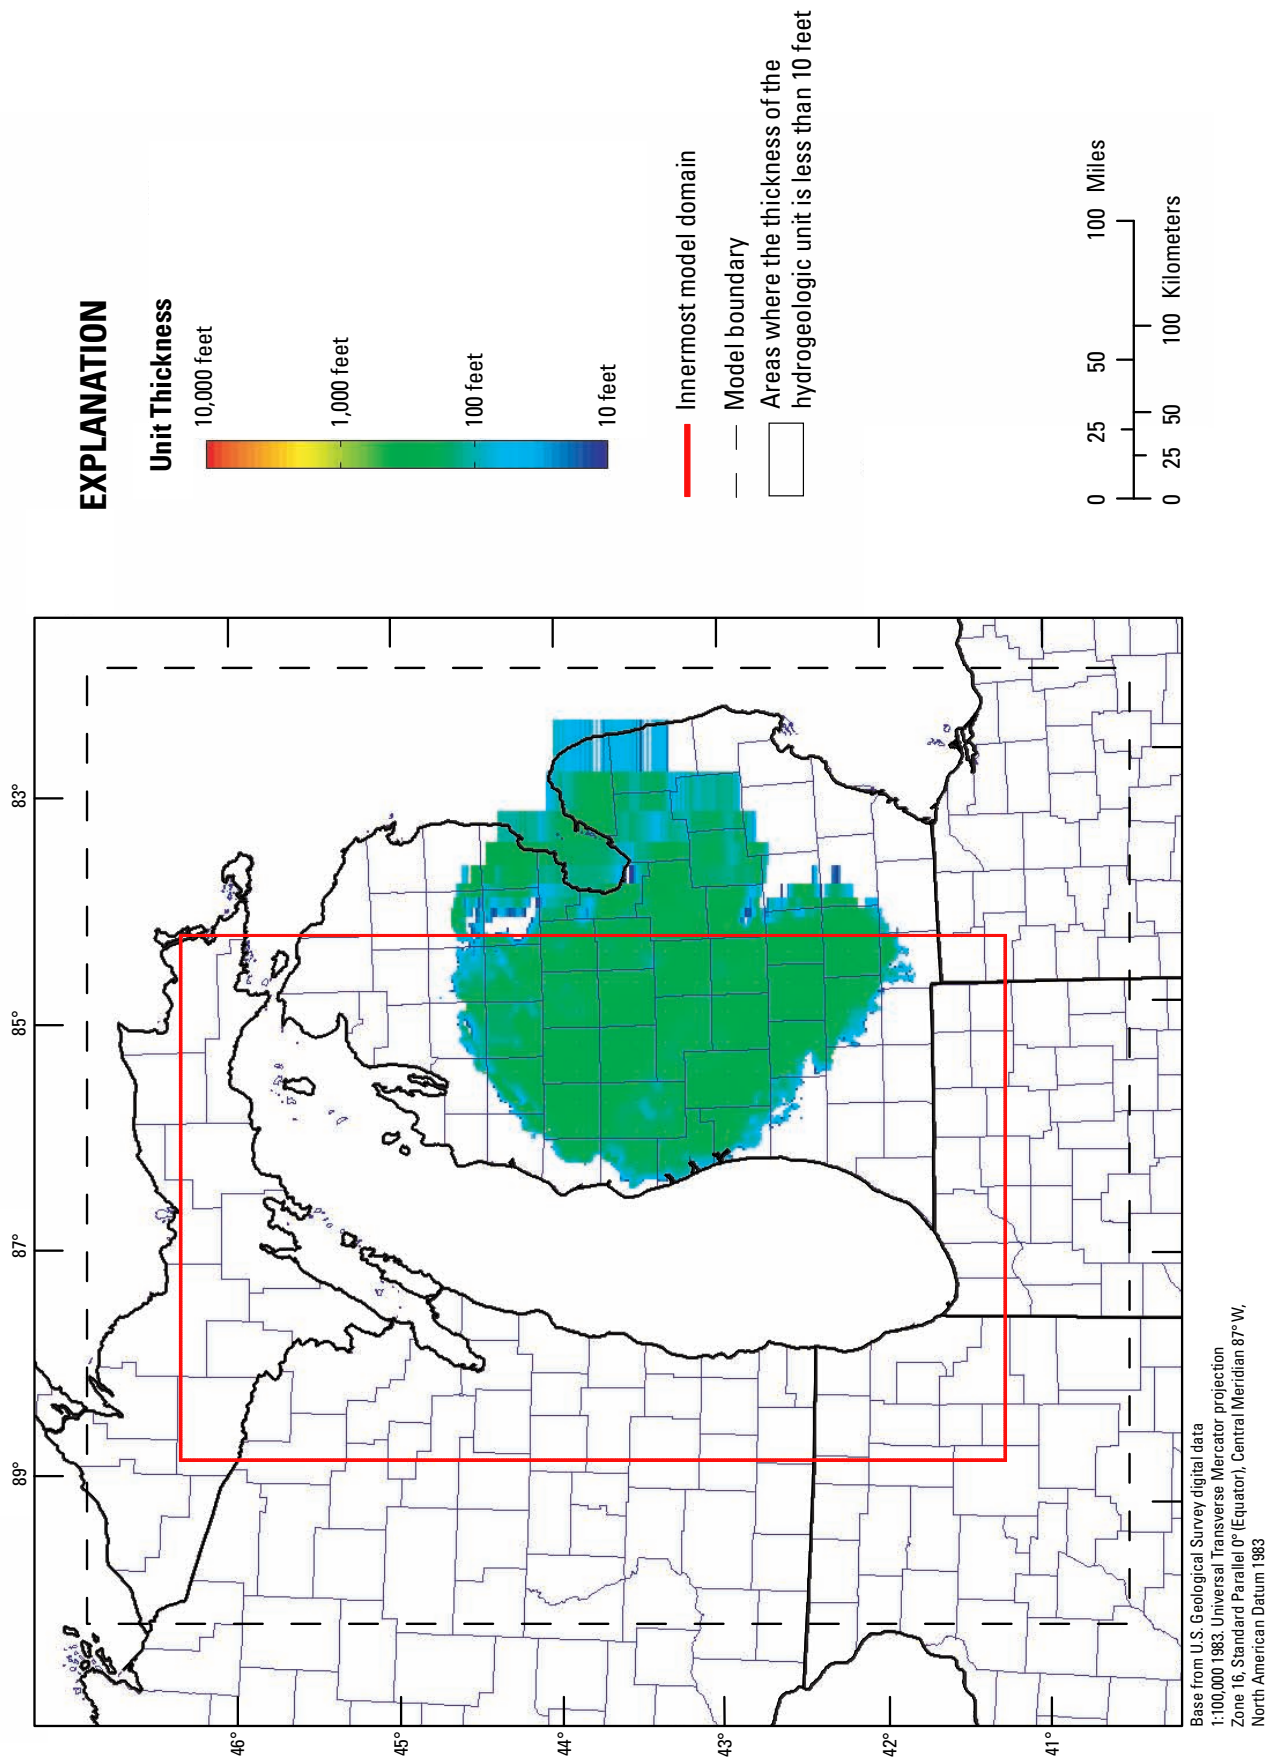 89°
87°
85°
83°
46°
45°
44°
43°
42°
41°
EXPLANATION
Unit Thickness
10,000 feet
1,000 feet
100 feet
10 feet
Innermost model domain
Model boundary
Areas where the thickness of the
hydrogeologic unit is less than 10 feet
0 25 50 100 Miles
0 25 50 100 Kilometers
Base from U.S. Geological Survey digital data
1:100,000 1983. Universal Transverse Mercator projection
Zone 16, Standard Parallel 0° (Equator), Central Meridian 87° W,
North American Datum 1983